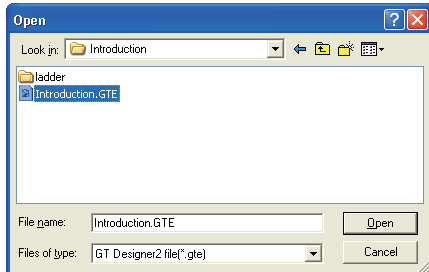 Open
Look in: Introduction
ladder
Introduction.GTE
File name: Introduction.GTE Open
Files of type: GT Designer2 file(*.gte) Cancel